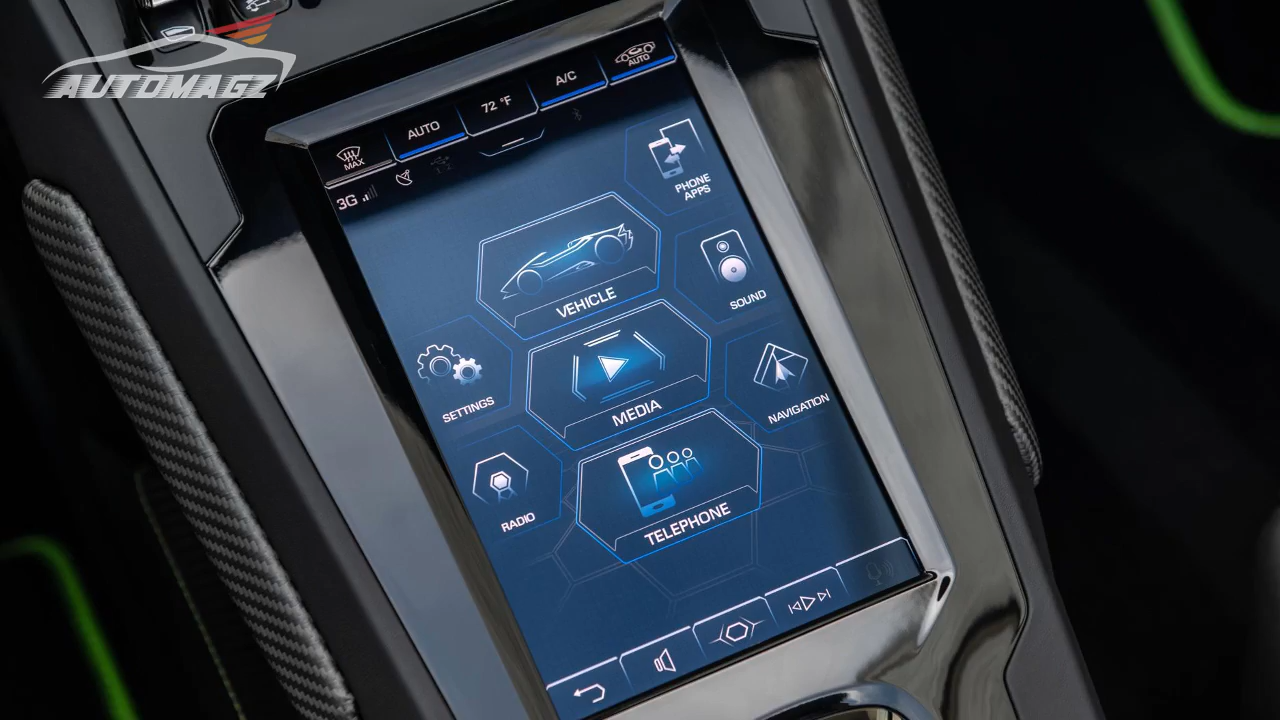 AUTOMAGZ
MAX
AUTO
72 °F
A/C
AUTO
3G
PHONE
APPS
VEHICLE
SOUND
SETTINGS
MEDIA
NAVIGATION
RADIO
TELEPHONE